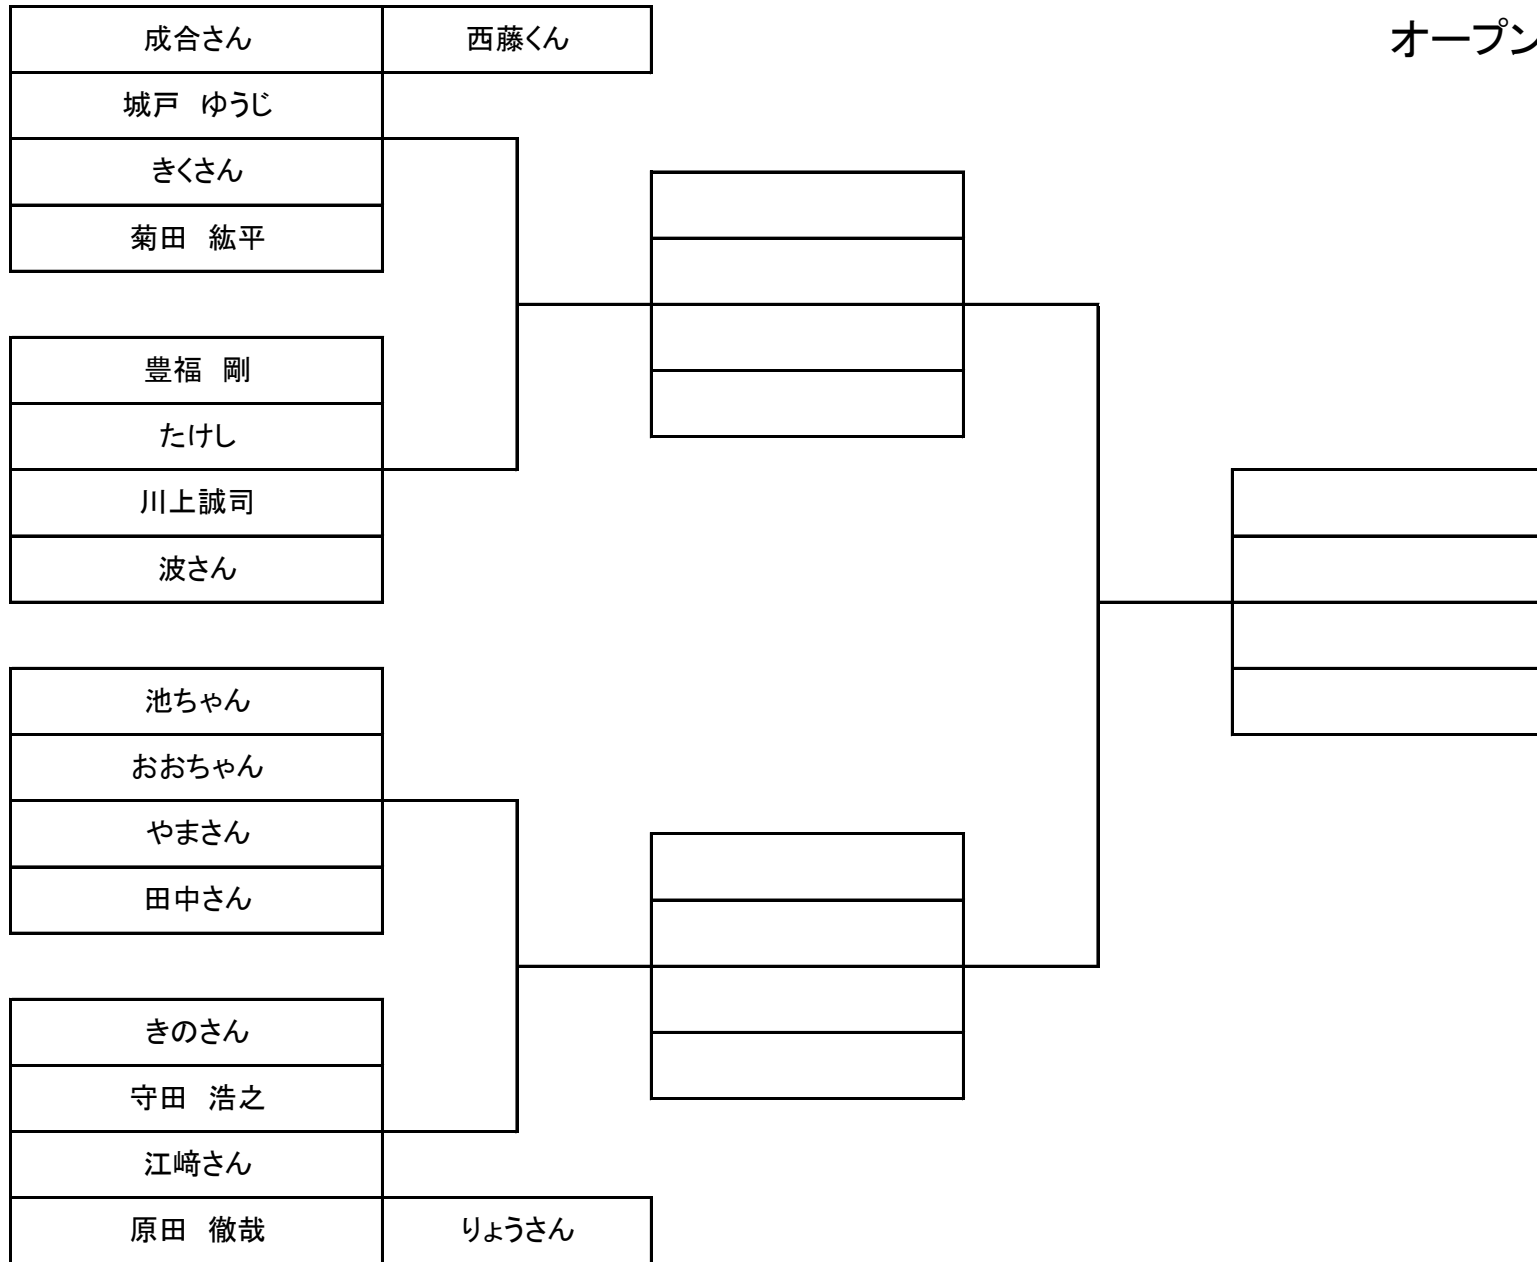 オープン
成合さん 西藤くん
城戸　ゆうじ
きくさん
菊田　紘平
豊福　剛
たけし
川上誠司
波さん
池ちゃん
おおちゃん
やまさん
田中さん
きのさん
守田　浩之
江﨑さん
原田　徹哉 りょうさん